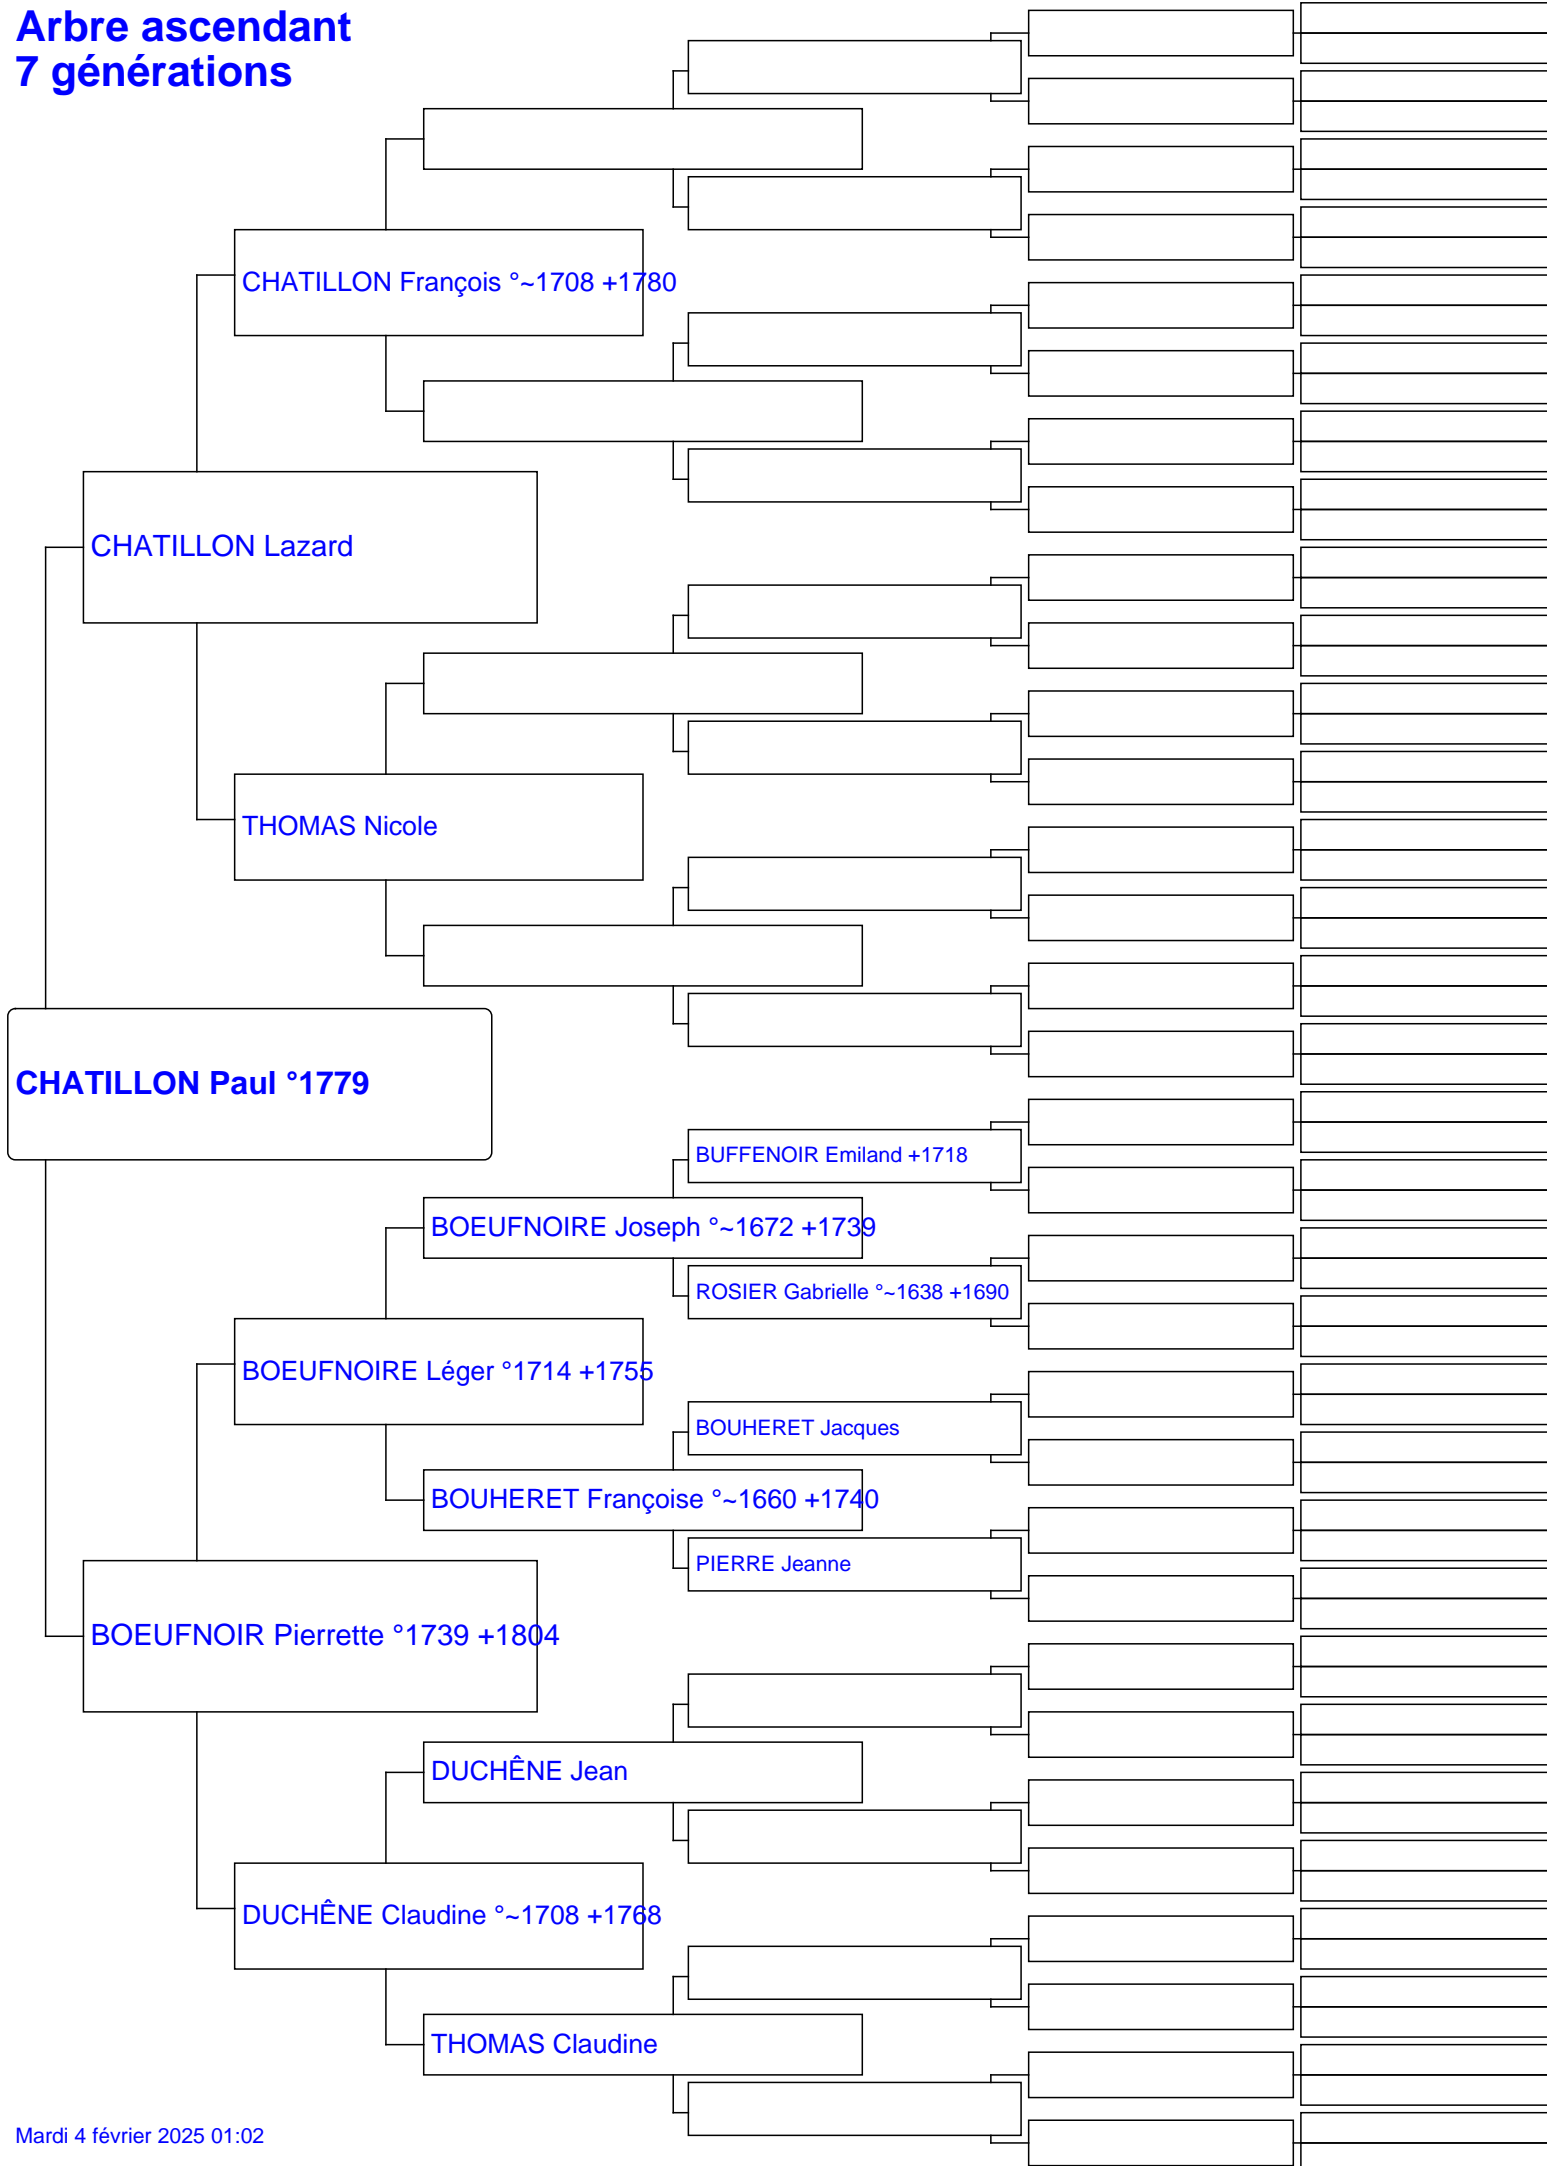 Arbre ascendant
7 générations
CHATILLON François °~1708 +1780
CHATILLON Lazard
THOMAS Nicole
CHATILLON Paul °1779
BUFFENOIR Emiland +1718
BOEUFNOIRE Joseph °~1672 +1739
ROSIER Gabrielle °~1638 +1690
BOEUFNOIRE Léger °1714 +1755
BOUHERET Jacques
BOUHERET Françoise °~1660 +1740
PIERRE Jeanne
BOEUFNOIR Pierrette °1739 +1804
DUCHÊNE Jean
DUCHÊNE Claudine °~1708 +1768
THOMAS Claudine
Mardi 4 février 2025 01:02